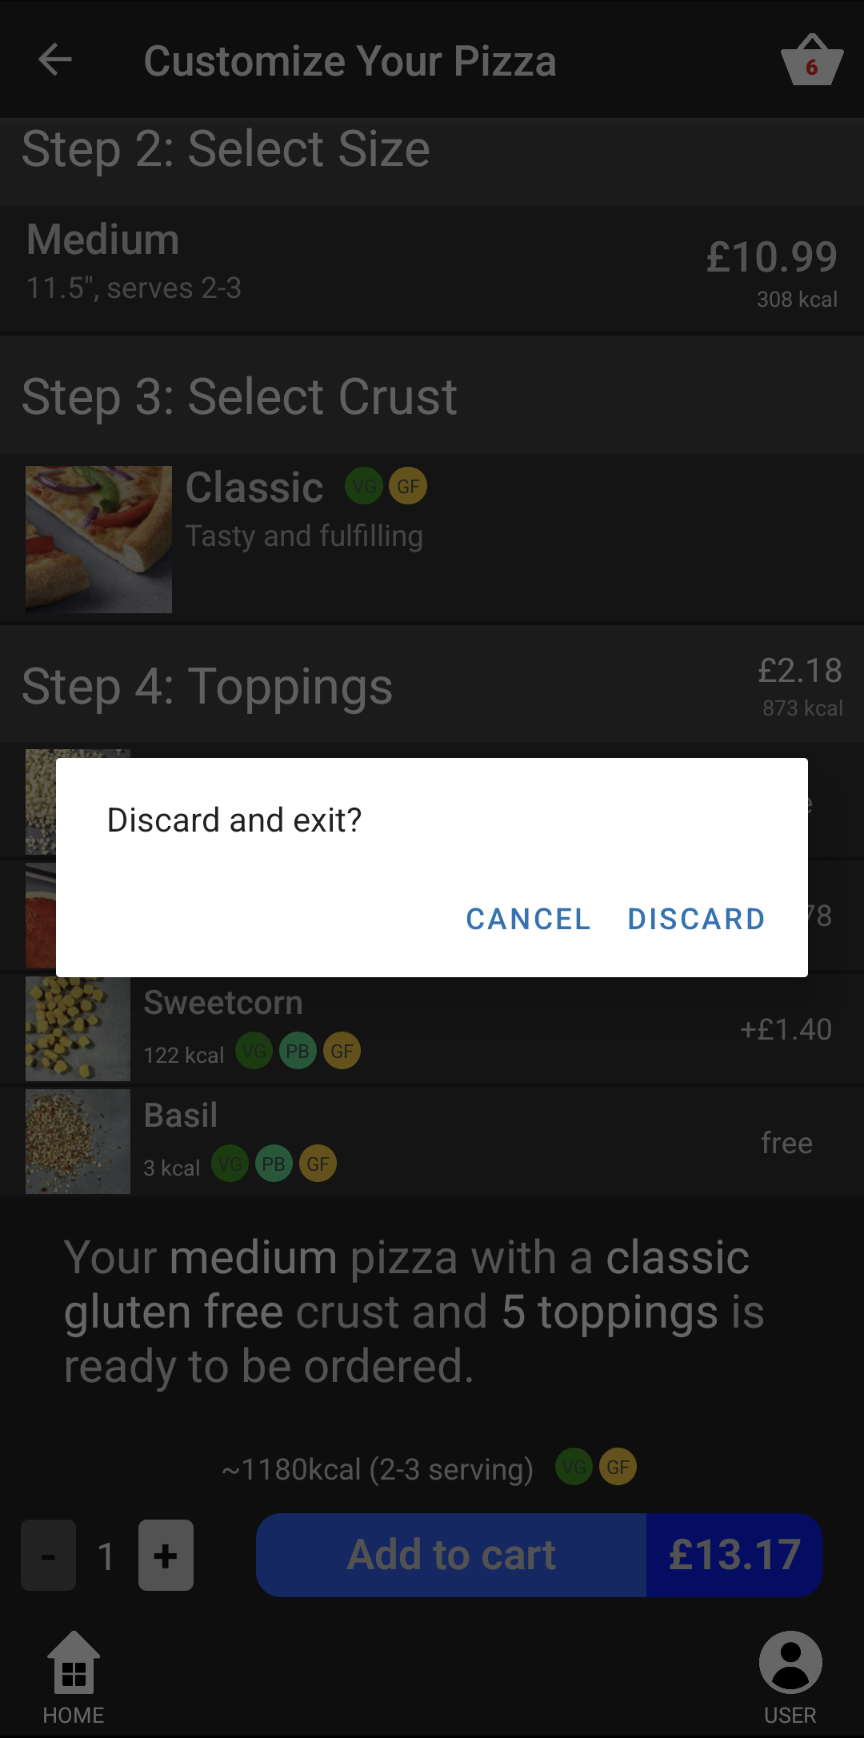 Customize Your Pizza
6
Step 2: Select Size
Medium
£10.99
11.5", serves 2-3
308 kcal
Step 3: Select Crust
Classic VG GF
Tasty and fulfilling
Step 4: Toppings
£2.18
873 kcal
Discard and exit?
CANCEL DISCARD
78
Sweetcorn
+£1.40
122 kcal VG PB GF
Basil
free
3 kcal VG PB GF
Your medium pizza with a classic
gluten free crust and 5 toppings is
ready to be ordered.
~1180kcal (2-3 serving) VG GF
- 1 + Add to cart £13.17
HOME USER